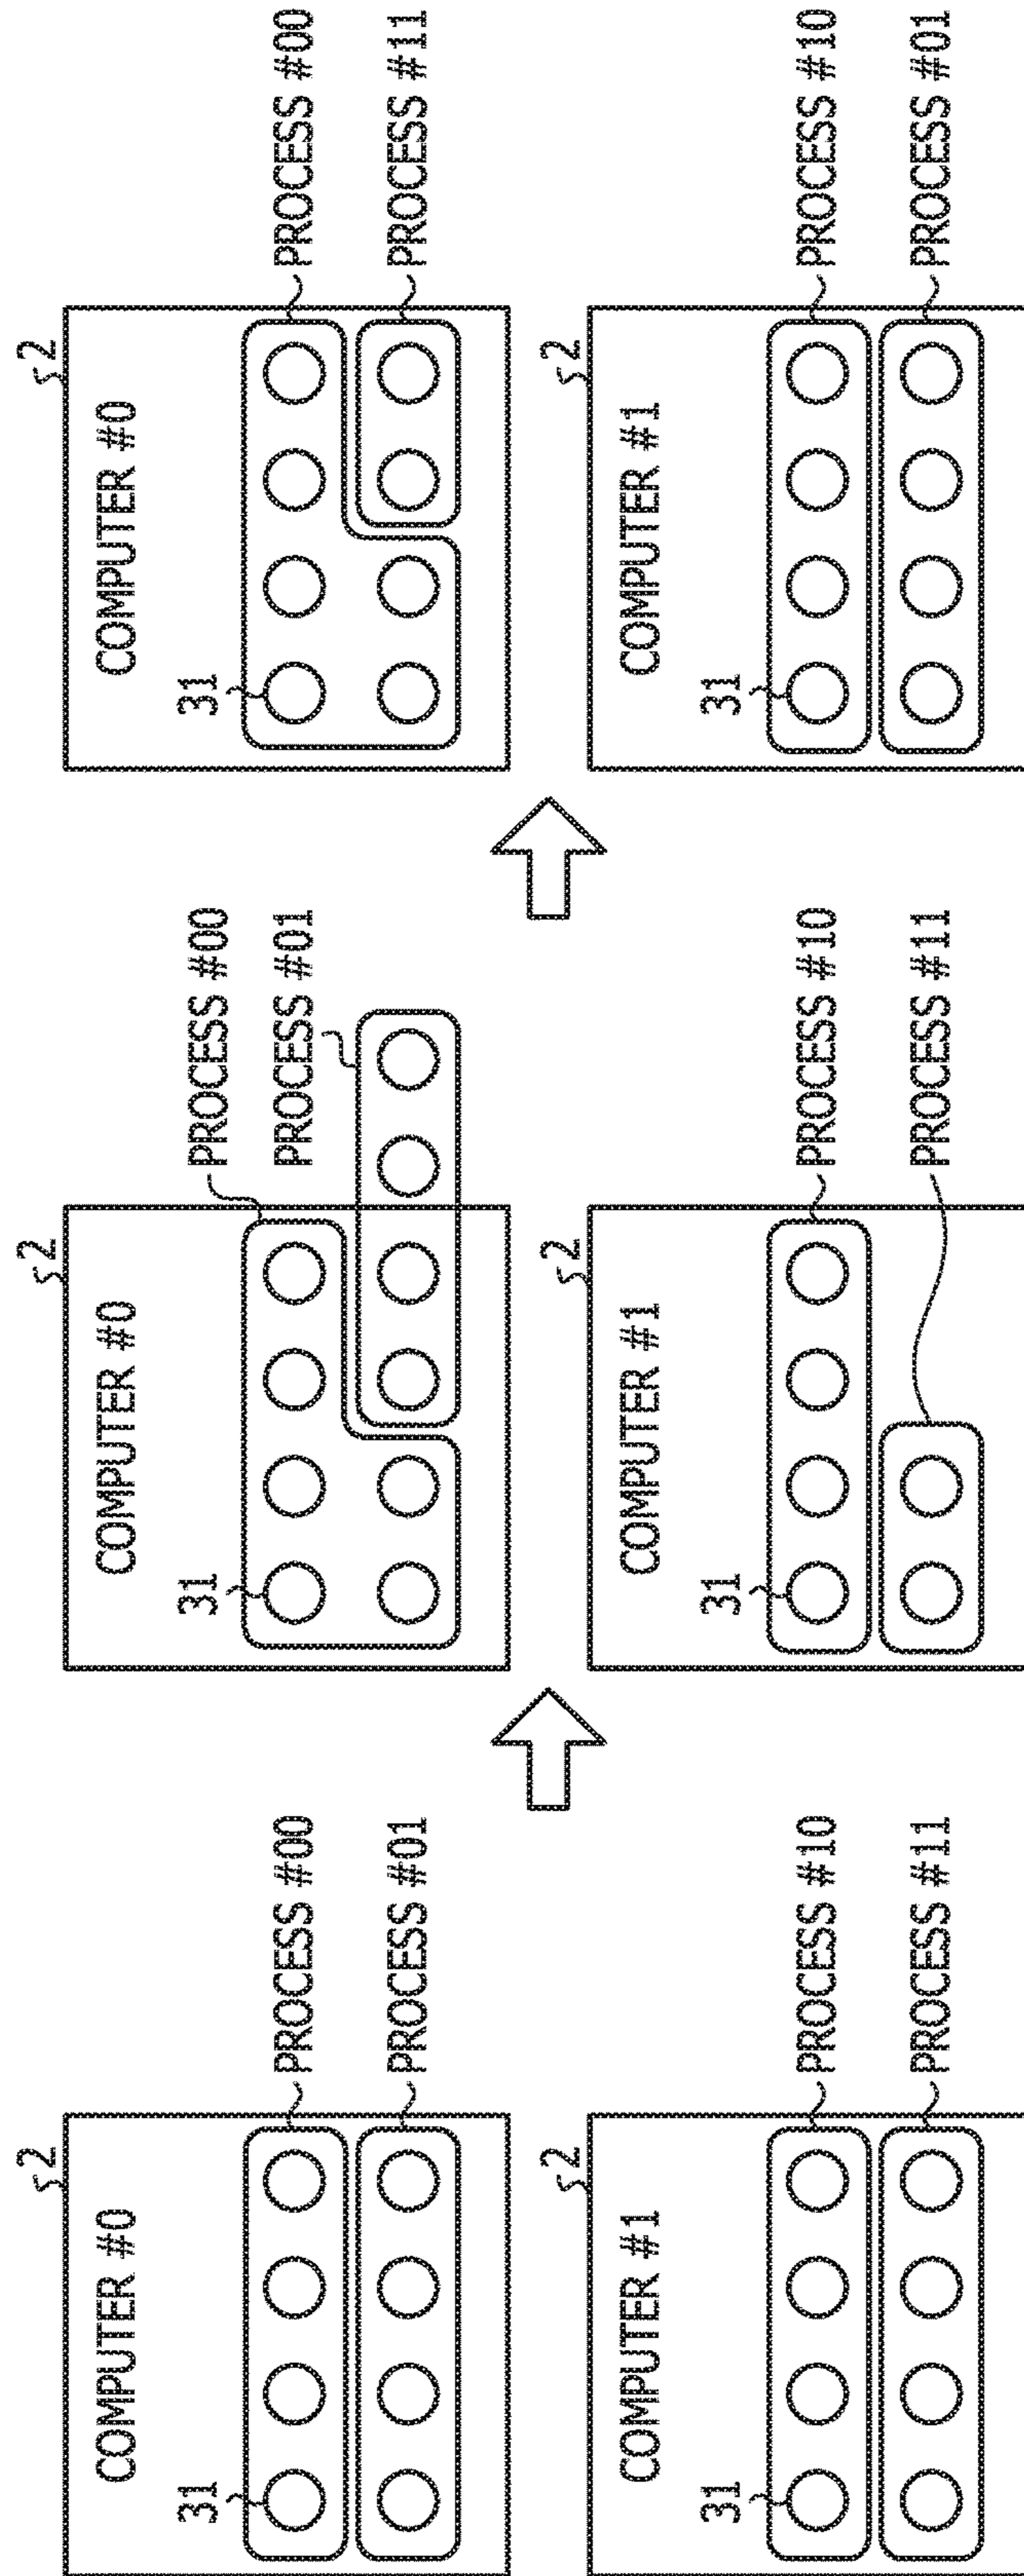 2
COMPUTER #0
31
PROCESS #00
PROCESS #01
2
COMPUTER #1
31
PROCESS #10
PROCESS #11
2
COMPUTER #0
31
PROCESS #00
PROCESS #01
2
COMPUTER #1
31
PROCESS #10
PROCESS #11
2
COMPUTER #0
31
PROCESS #00
PROCESS #11
2
COMPUTER #1
31
PROCESS #10
PROCESS #01